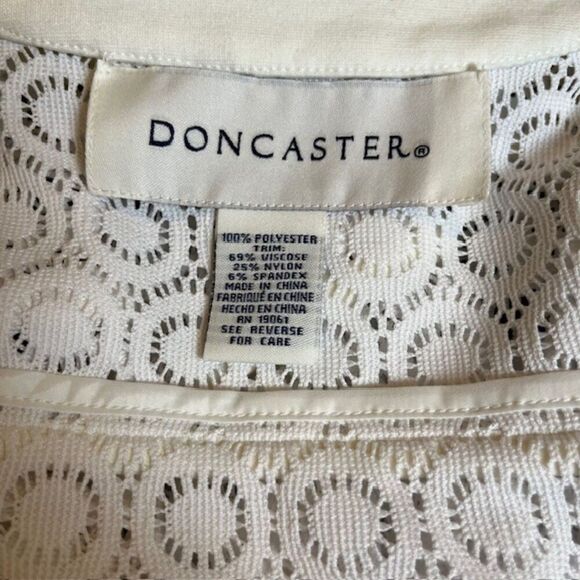 DONCASTER®
100% POLYESTER
TRIM:
69% VISCOSE
25% NYLON
6% SPANDEX
MADE IN CHINA
FABRIQUÉ EN CHINE
HECHO EN CHINA
RN 19061
SEE REVERSE
FOR CARE